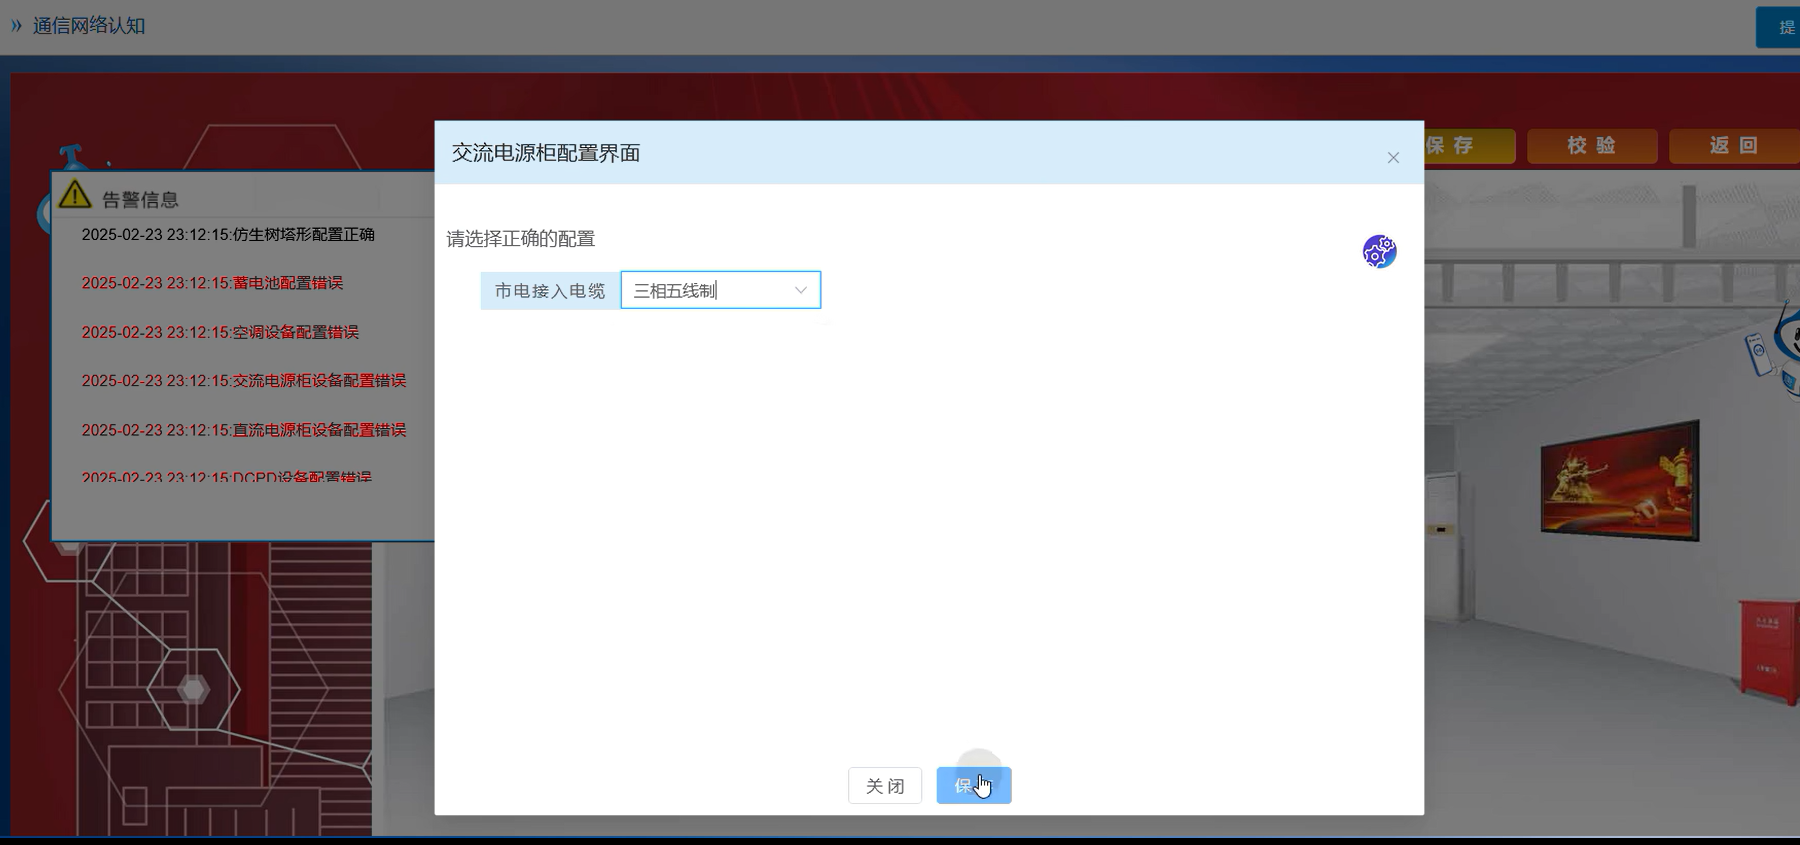 通信网络认知
提
保存
校验
返回
交流电源柜配置界面
告警信息
2025-02-23 23:12:15:仿生树塔形配置正确
2025-02-23 23:12:15:蓄电池配置错误
2025-02-23 23:12:15:空调设备配置错误
2025-02-23 23:12:15:交流电源柜设备配置错误
2025-02-23 23:12:15:直流电源柜设备配置错误
2025-02-23 23:12:15:DCPD设备配置错误
请选择正确的配置
市电接入电缆
三相五线制
关闭
保